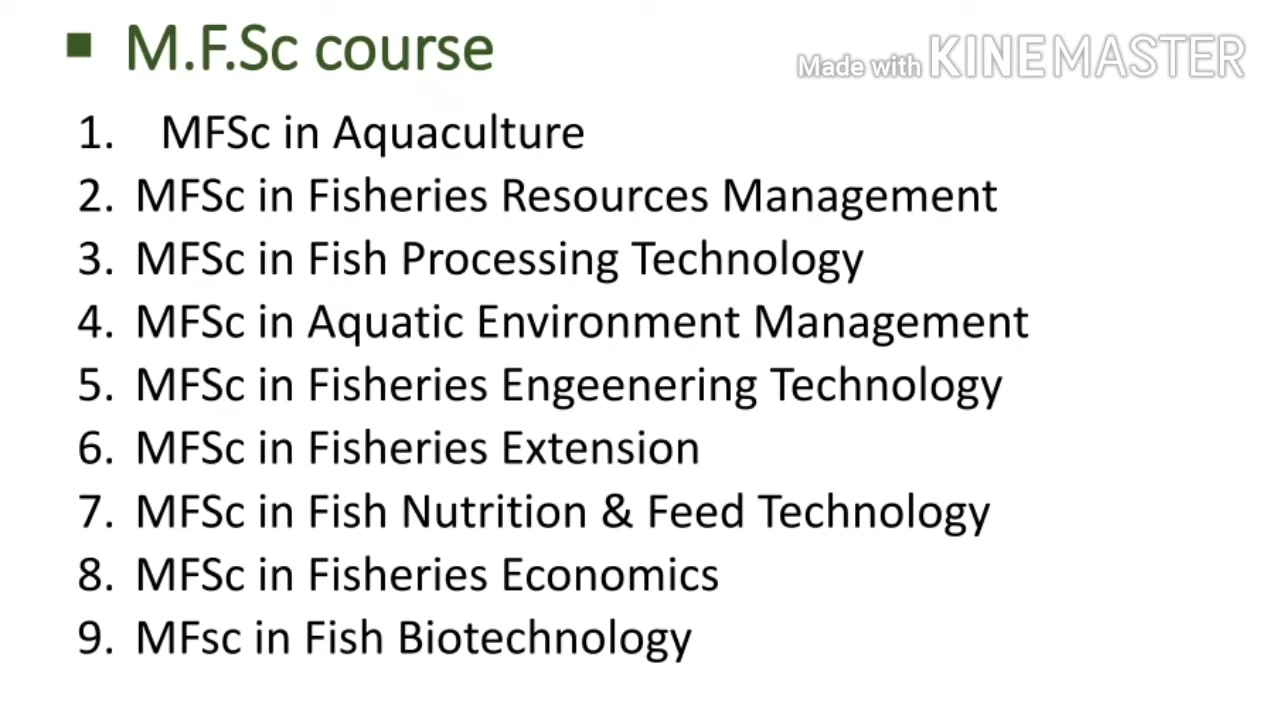 ▪ M.F.Sc course
Made with KINEMASTER
1. MFSc in Aquaculture
2. MFSc in Fisheries Resources Management
3. MFSc in Fish Processing Technology
4. MFSc in Aquatic Environment Management
5. MFSc in Fisheries Engeenering Technology
6. MFSc in Fisheries Extension
7. MFSc in Fish Nutrition & Feed Technology
8. MFSc in Fisheries Economics
9. MFsc in Fish Biotechnology